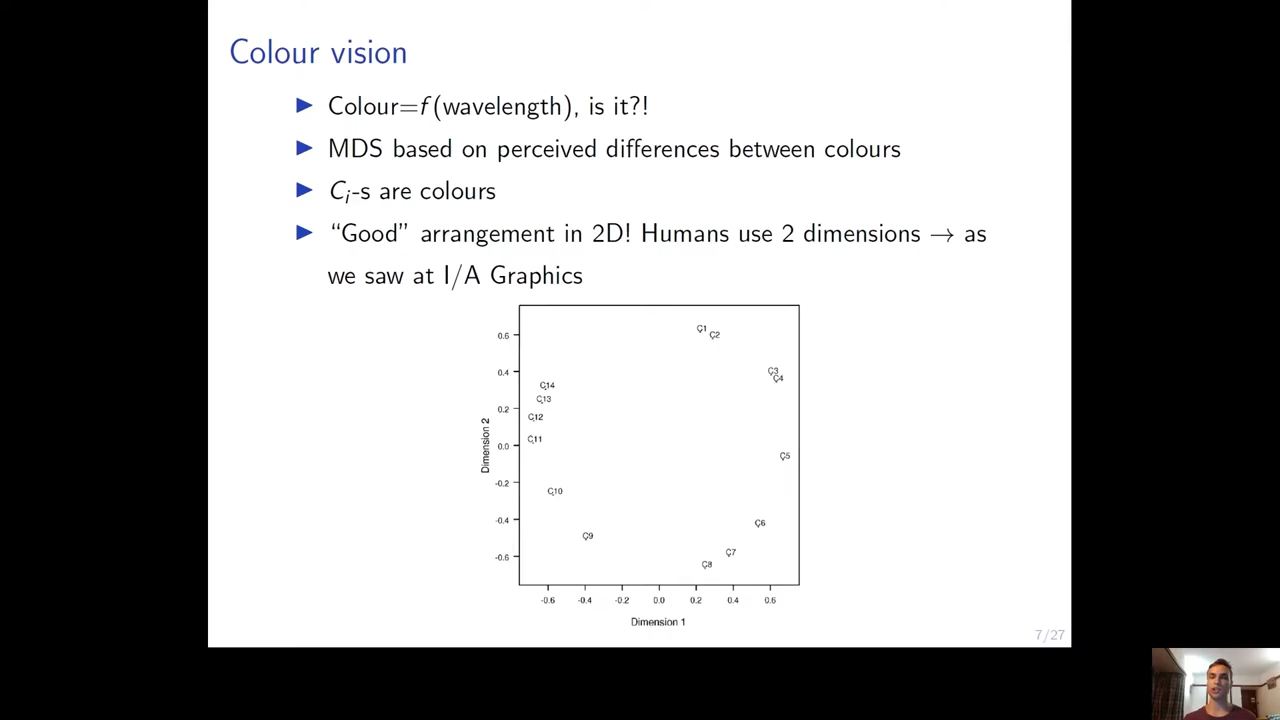 Colour vision
Colour=f(wavelength), is it?!
MDS based on perceived differences between colours
Ci-s are colours
“Good” arrangement in 2D! Humans use 2 dimensions → as
we saw at I/A Graphics
C1
C2
0.6
C3
C4
0.4
C14
C13
0.2
C12
C11
0.0
C5
Dimension 2
-0.2
C10
-0.4
C6
C9
C7
-0.6
C8
-0.6 -0.4 -0.2 0.0 0.2 0.4 0.6
Dimension 1
7/27